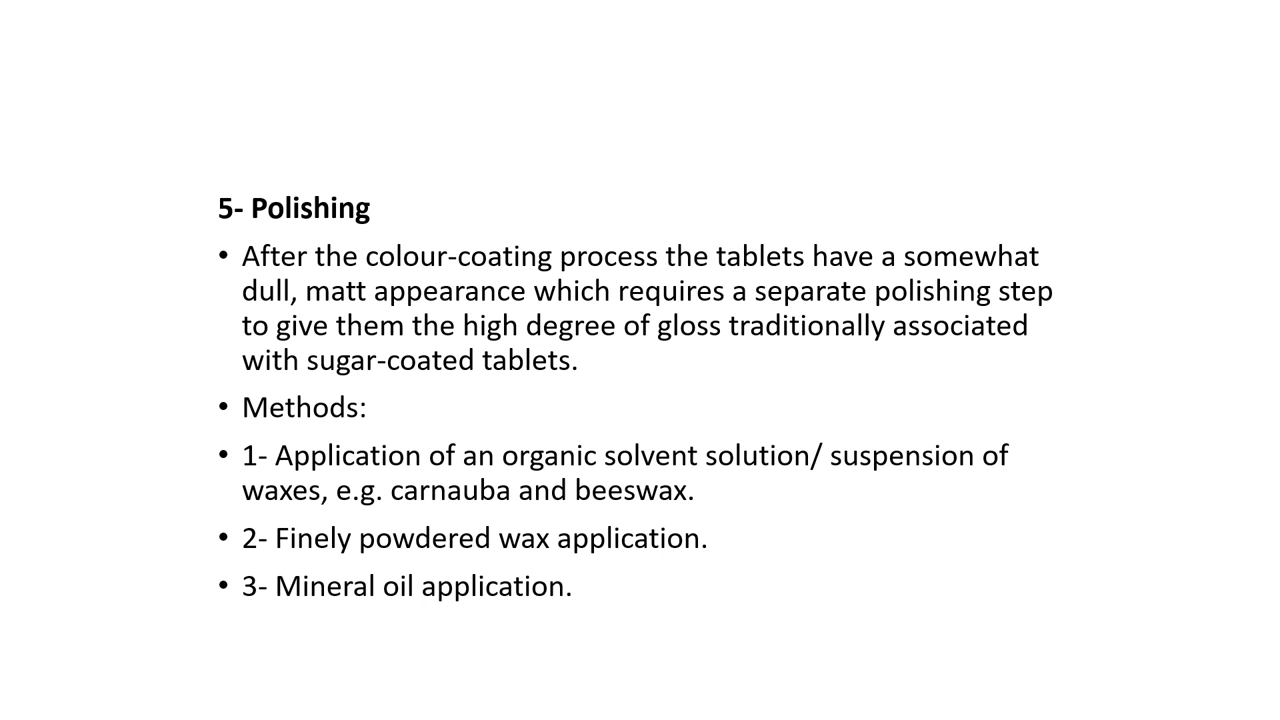 5- Polishing
• After the colour-coating process the tablets have a somewhat
dull, matt appearance which requires a separate polishing step
to give them the high degree of gloss traditionally associated
with sugar-coated tablets.
• Methods:
• 1- Application of an organic solvent solution/ suspension of
waxes, e.g. carnauba and beeswax.
• 2- Finely powdered wax application.
• 3- Mineral oil application.